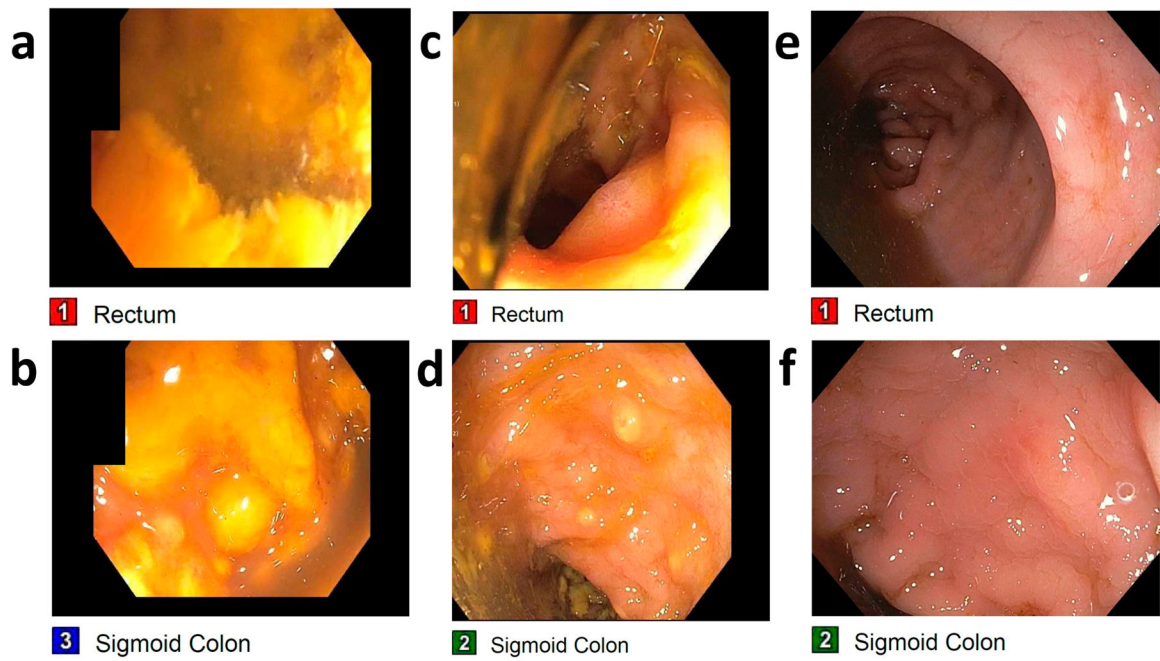 a
c
e
1 Rectum
1 Rectum
1 Rectum
b
d
f
3 Sigmoid Colon
2 Sigmoid Colon
2 Sigmoid Colon